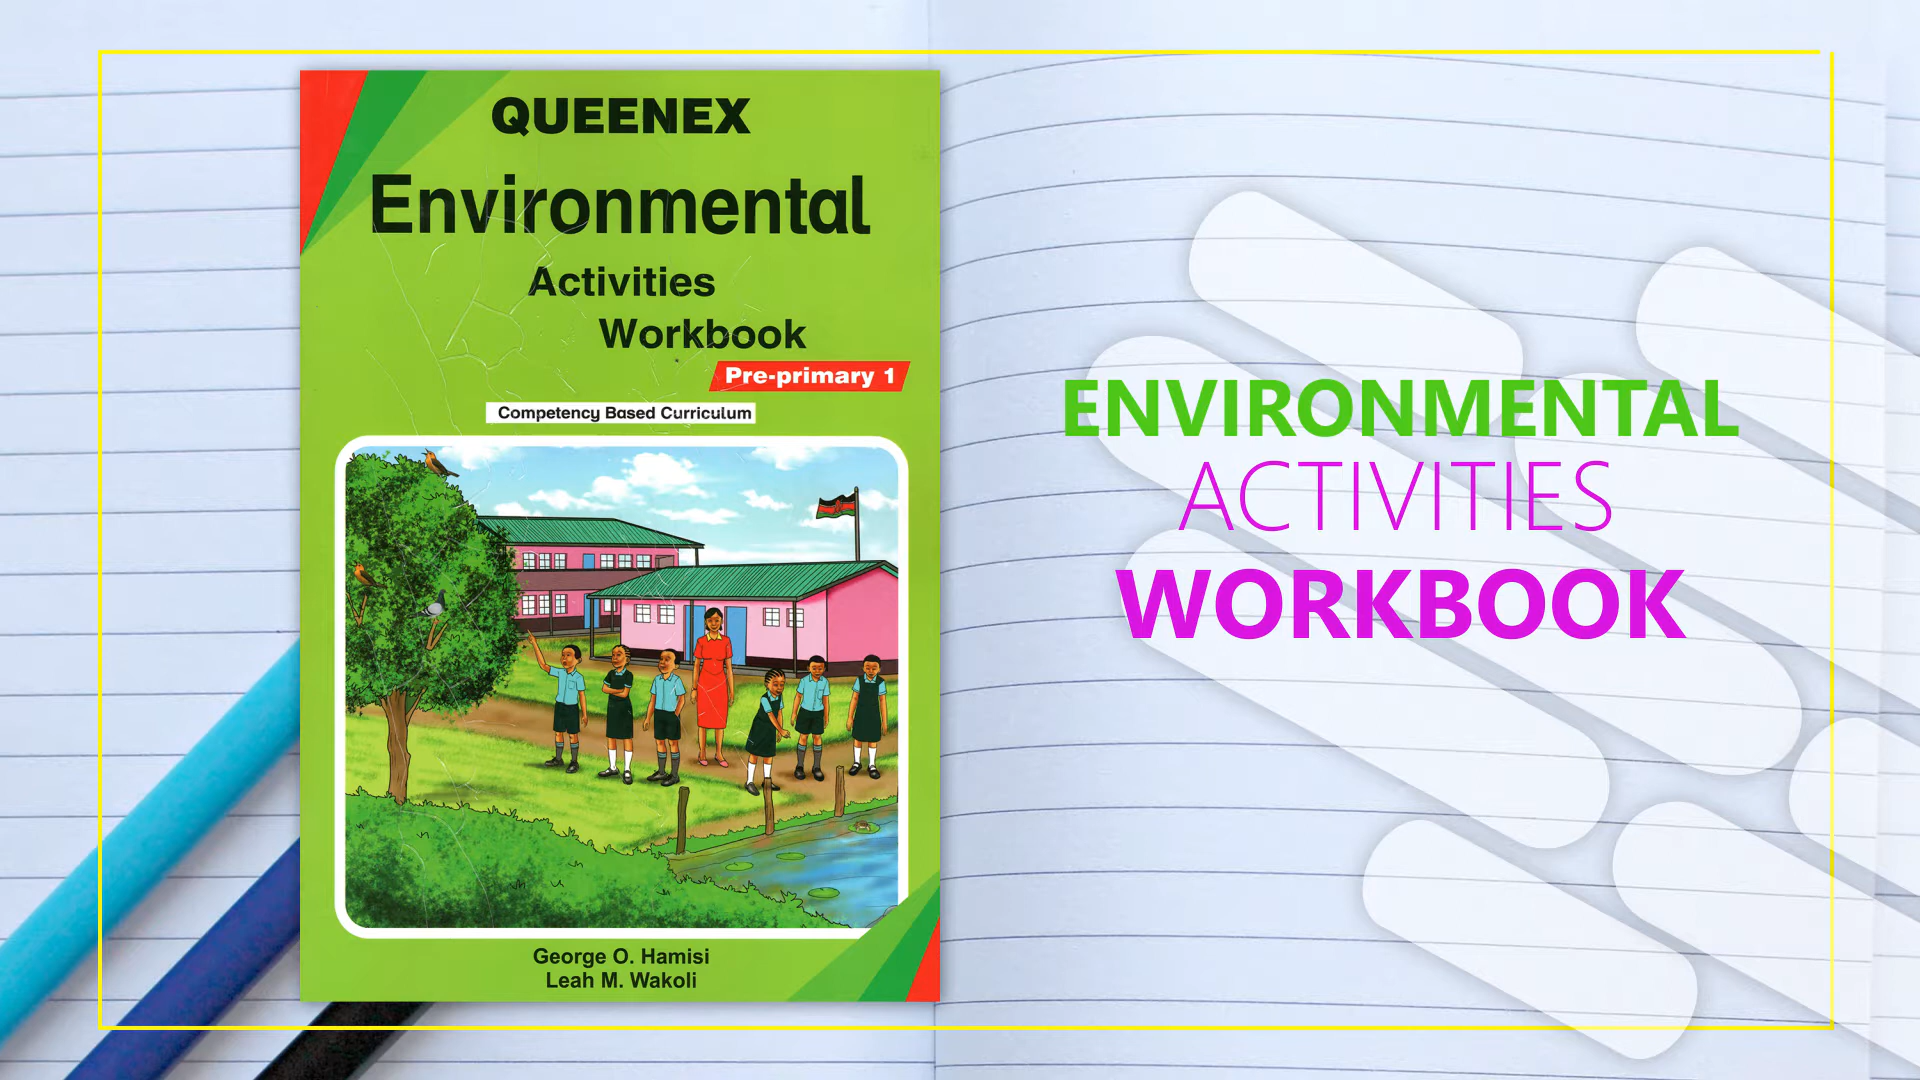 QUEENEX
Environmental
Activities
Workbook
Pre-primary 1
Competency Based Curriculum
George O. Hamisi
Leah M. Wakoli
ENVIRONMENTAL
ACTIVITIES
WORKBOOK